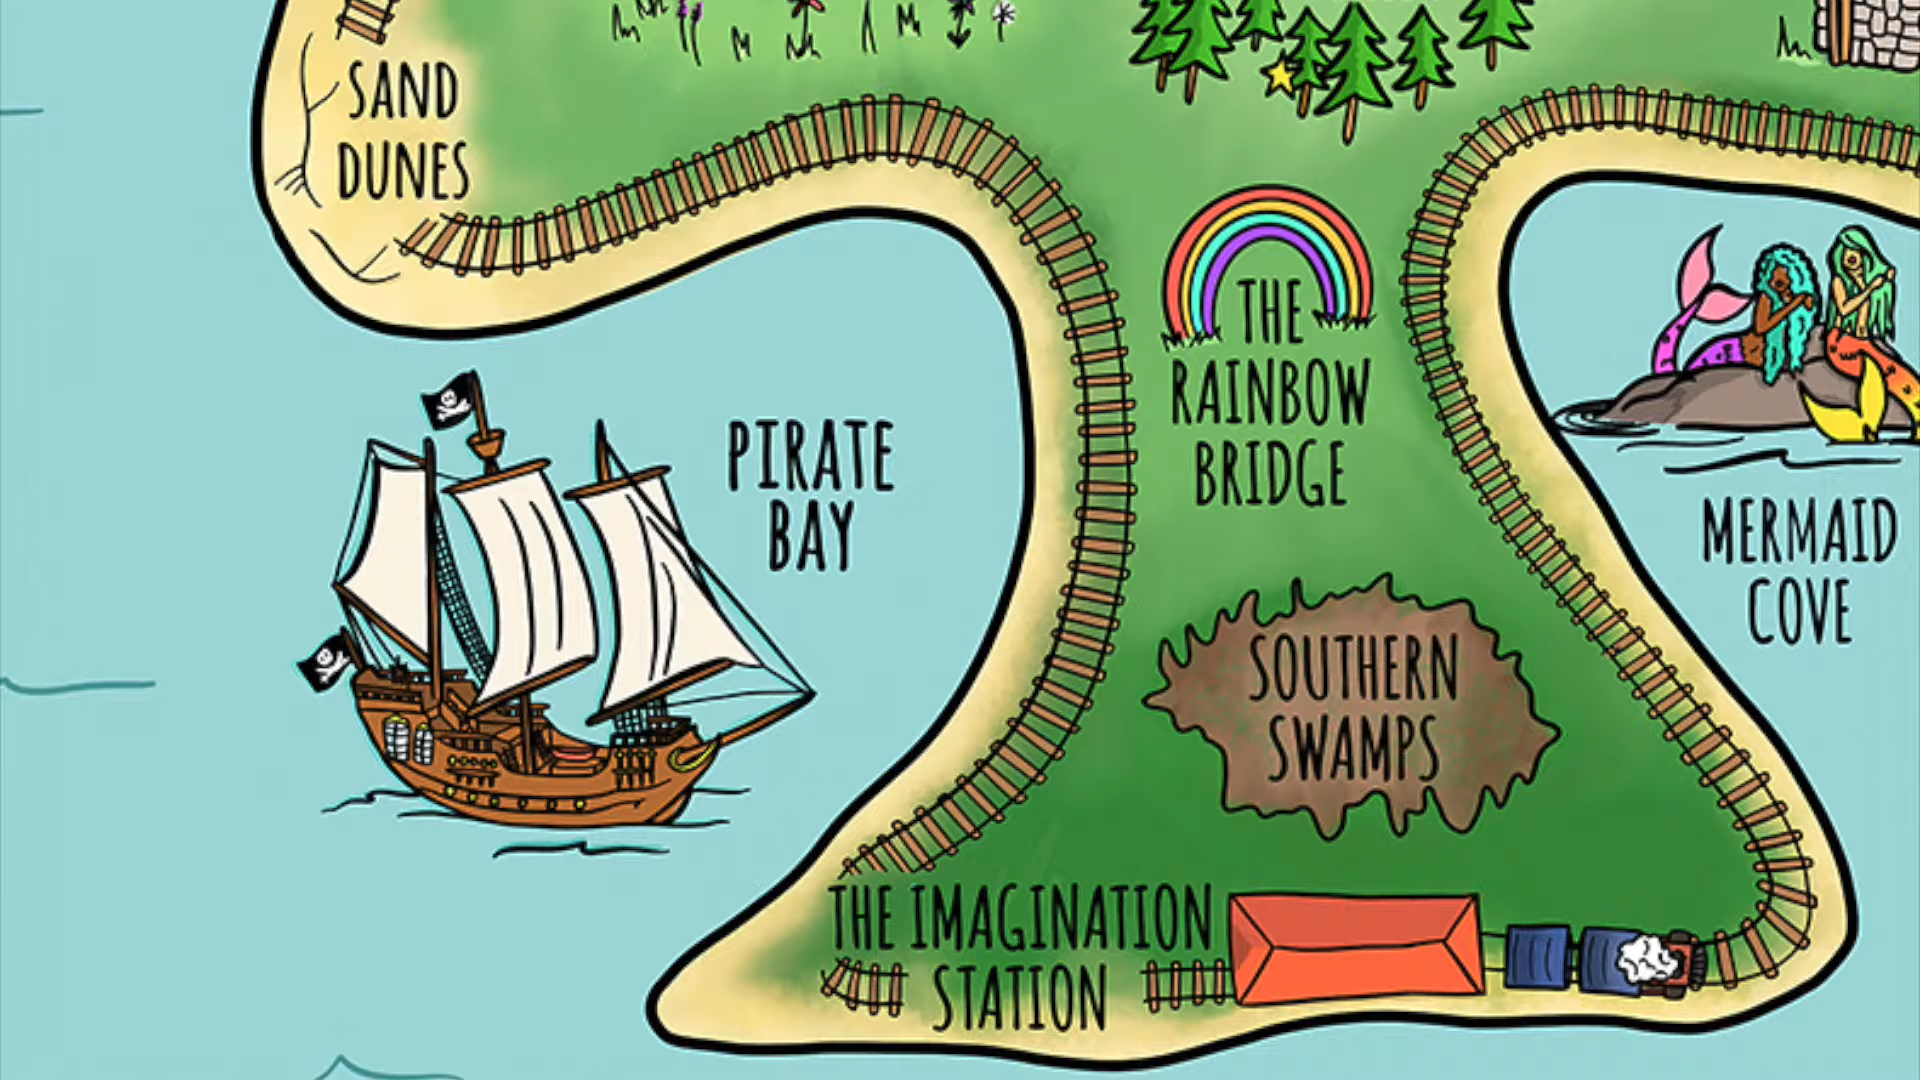 SAND
DUNES
THE
RAINBOW
BRIDGE
PIRATE
BAY
MERMAID
COVE
SOUTHERN
SWAMPS
THE IMAGINATION
STATION